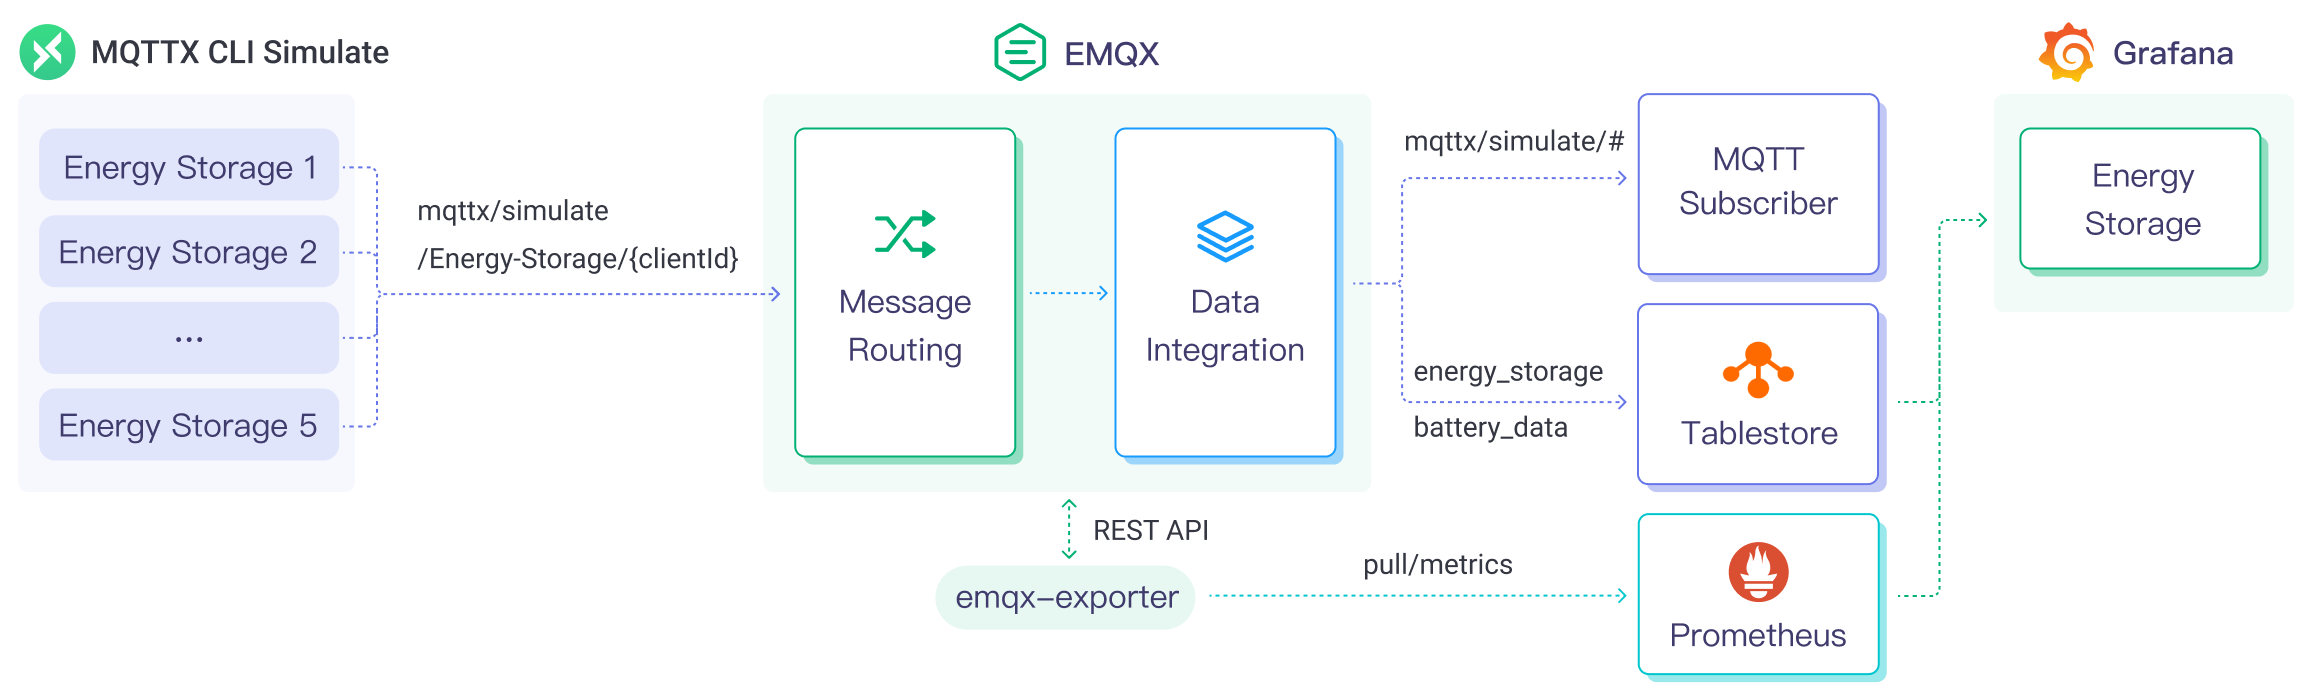 MQTTX CLI Simulate
Energy Storage 1
Energy Storage 2
...
Energy Storage 5
mqttx/simulate
/Energy-Storage/{clientId}
EMQX
Message
Routing
Data
Integration
REST API
emqx-exporter
mqttx/simulate/#
energy_storage
battery_data
pull/metrics
MQTT
Subscriber
Tablestore
Prometheus
Grafana
Energy
Storage